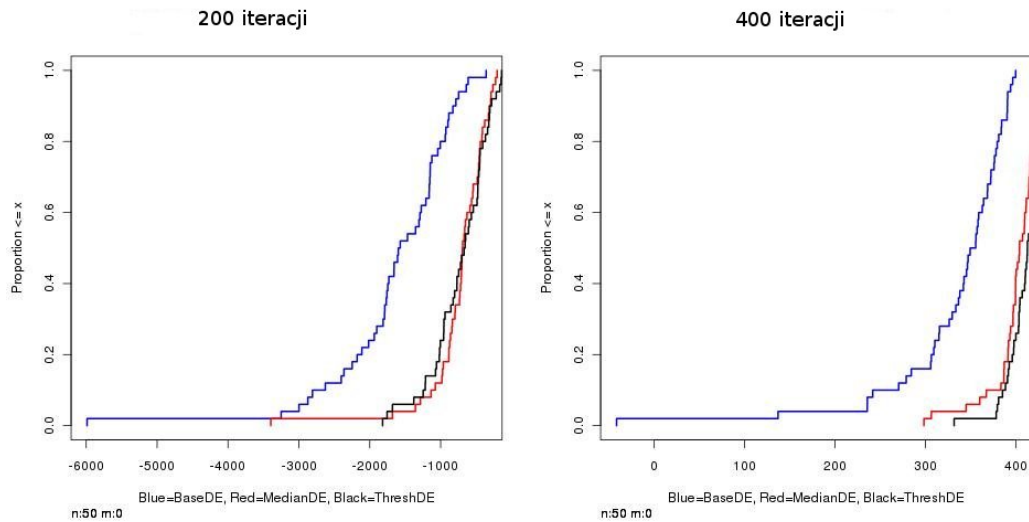 200 iteracji
Proportion <= x
1.0
0.8
0.6
0.4
0.2
0.0
-6000 -5000 -4000 -3000 -2000 -1000
Blue=BaseDE, Red=MedianDE, Black=ThreshDE
n:50 m:0
400 iteracji
Proportion <= x
1.0
0.8
0.6
0.4
0.2
0.0
0 100 200 300 400
Blue=BaseDE, Red=MedianDE, Black=ThreshDE
n:50 m:0